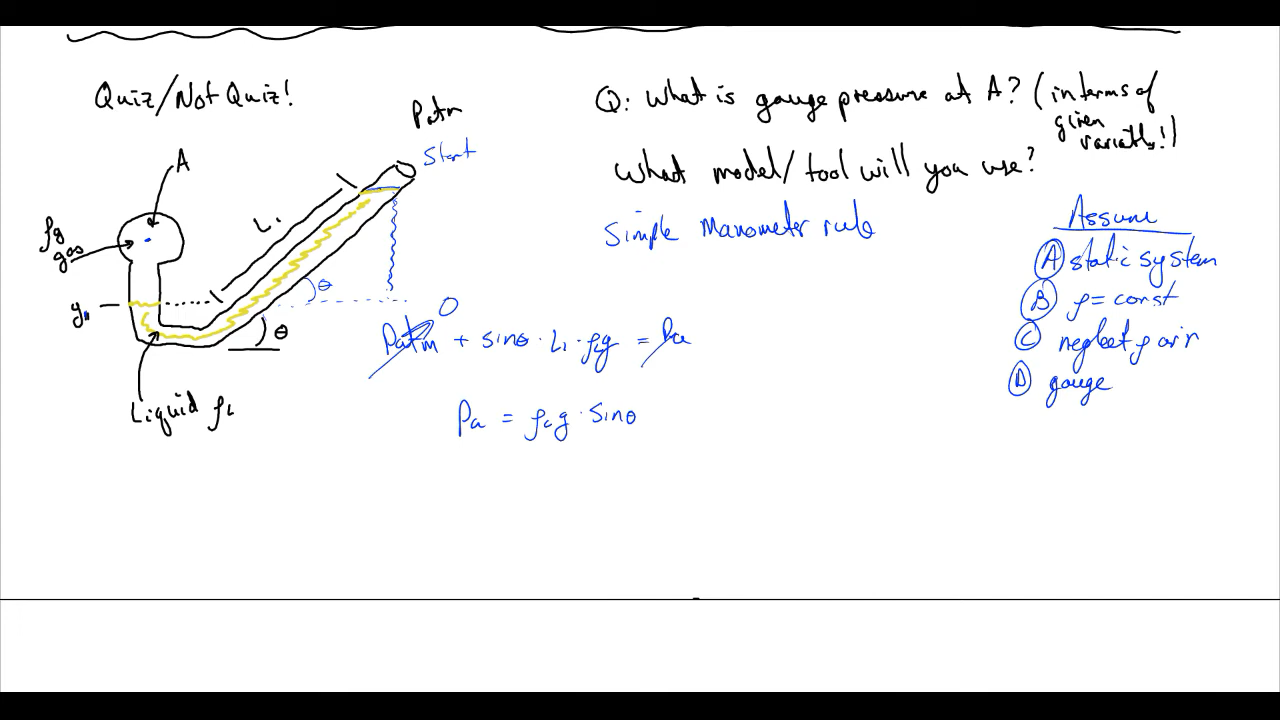 Quiz/Not Quiz!
Q: What is gauge pressure at A? (in terms of given variables!)
What model/tool will you use?
Simple Manometer rule
Patm
Start
A
ρg
gas
L₁
θ
y₁
θ
Liquid ρL
0
Patm + sinθ · L₁ · ρLg = Pa
Pa = ρLg · sinθ
Assume
A static system
B ρ = const
C neglect ρ air
D gauge